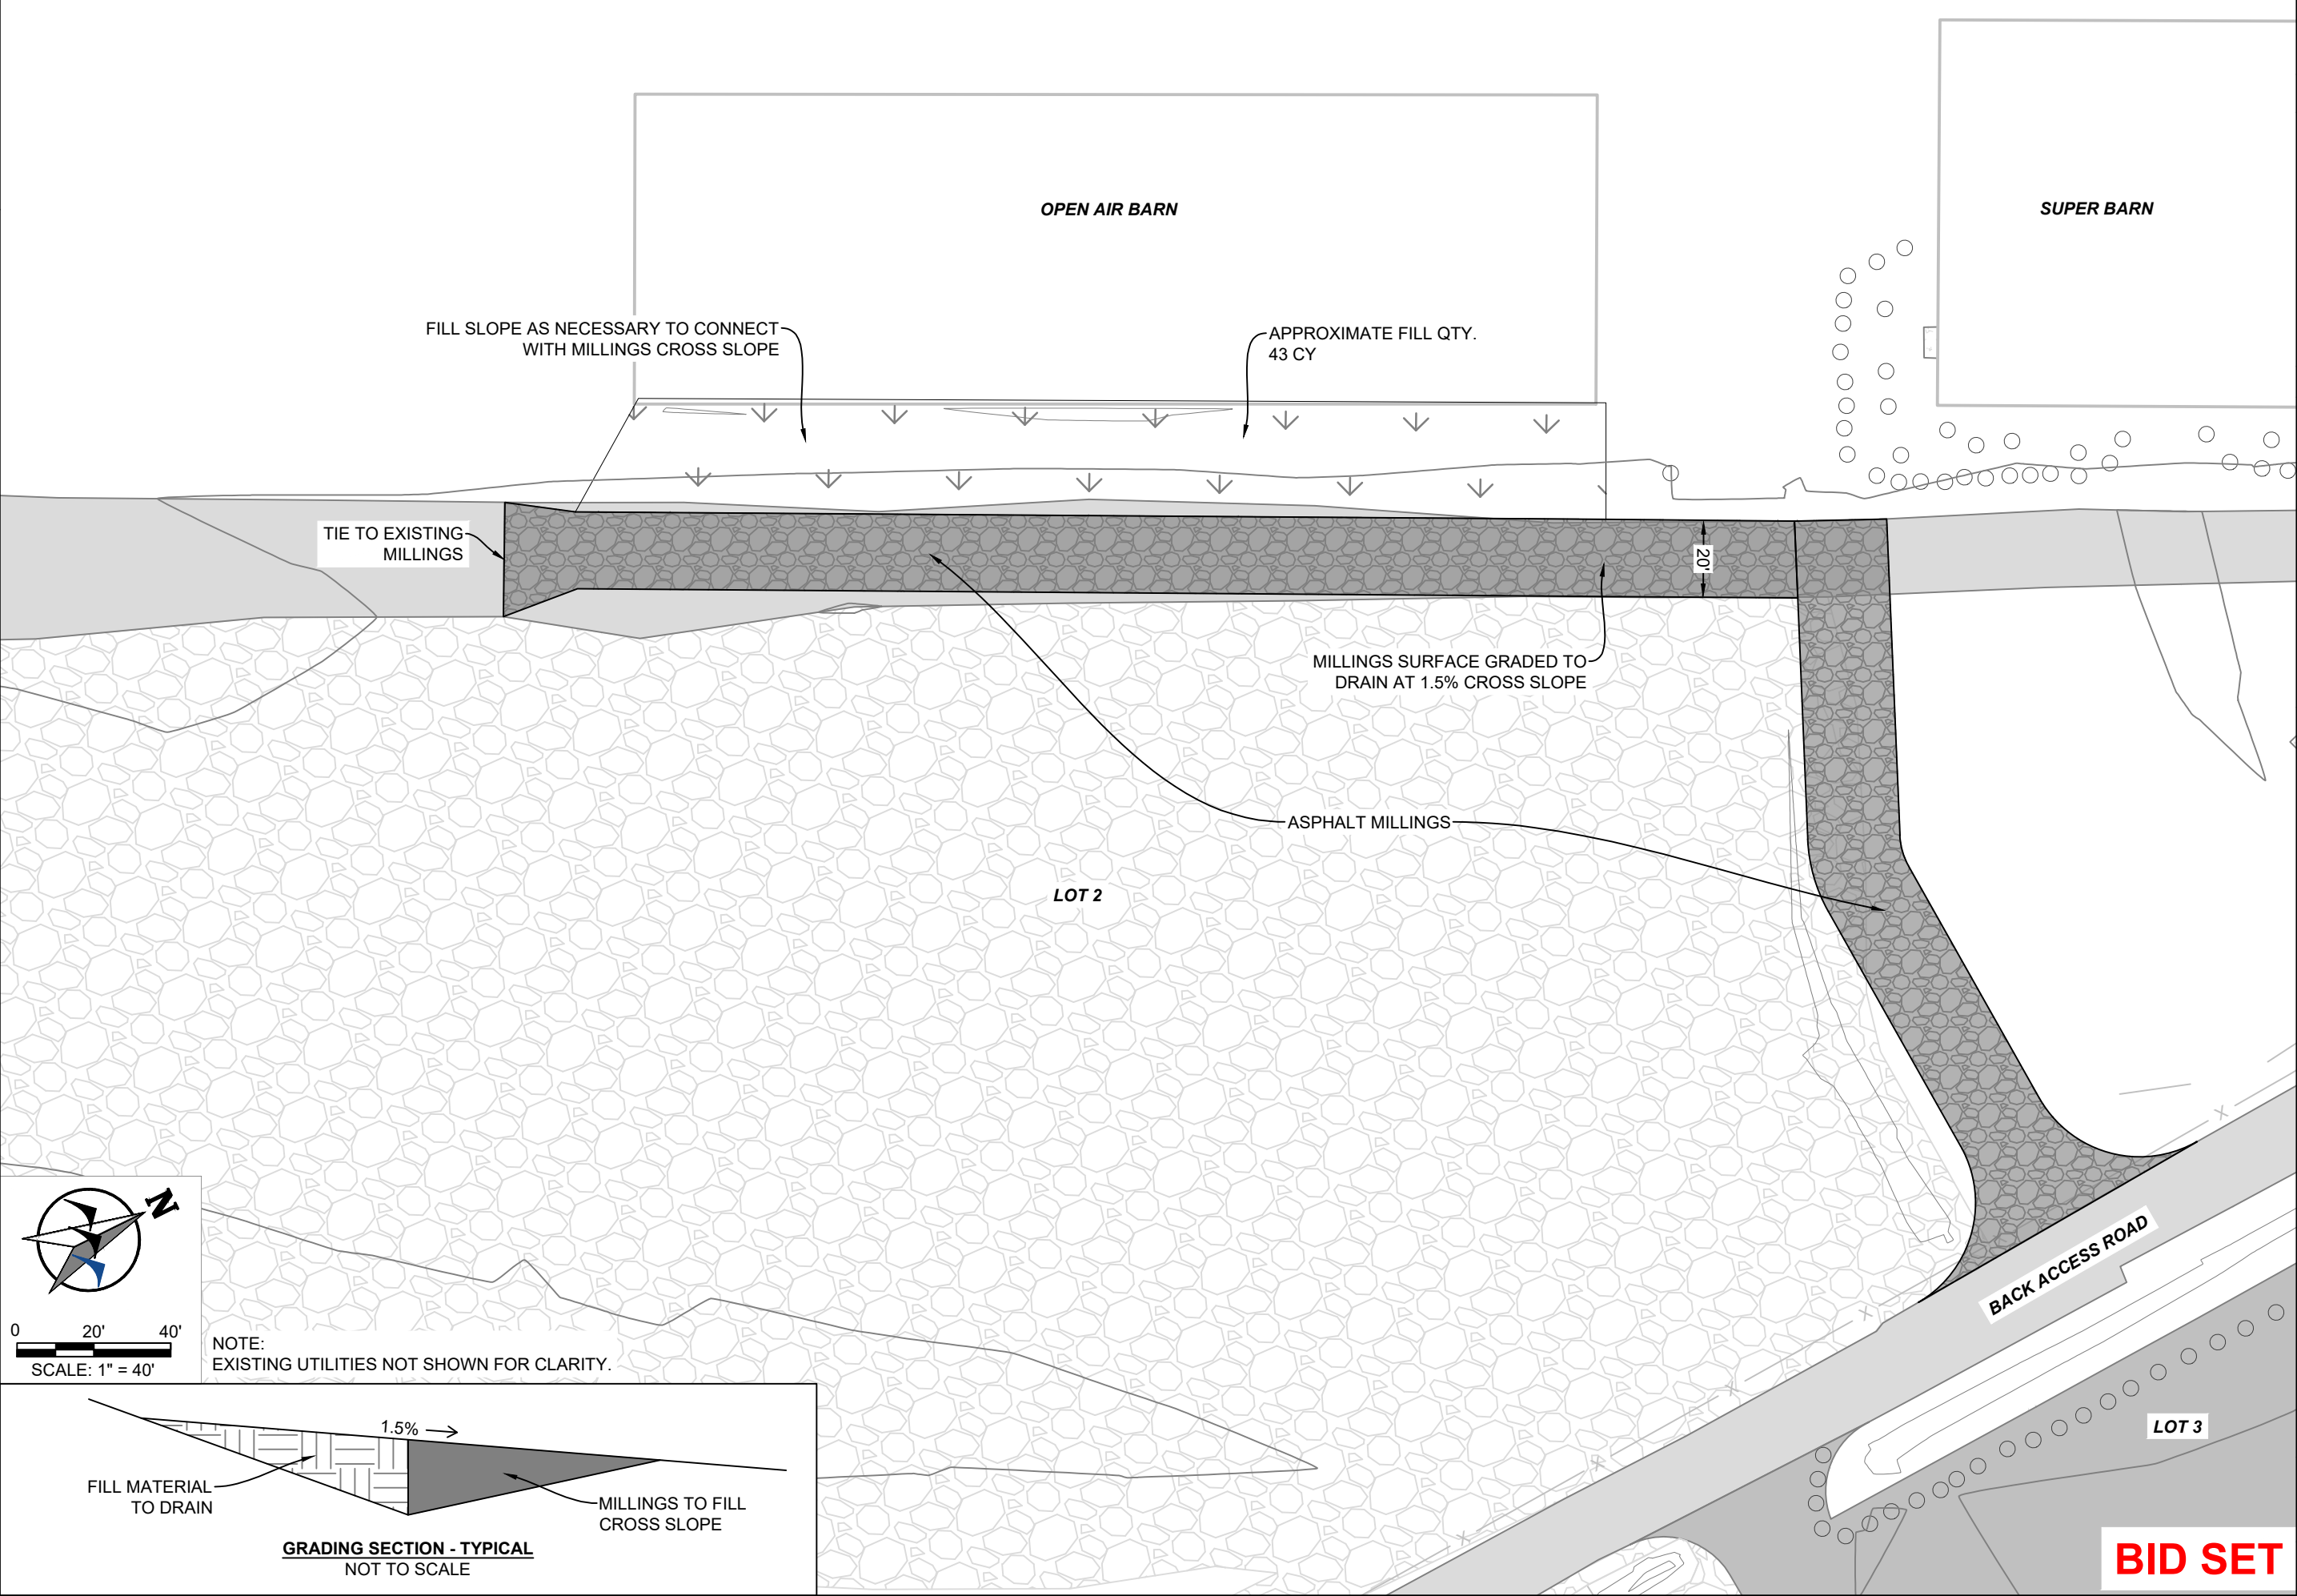 OPEN AIR BARN
SUPER BARN
FILL SLOPE AS NECESSARY TO CONNECT
WITH MILLINGS CROSS SLOPE
APPROXIMATE FILL QTY.
43 CY
TIE TO EXISTING
MILLINGS
20'
MILLINGS SURFACE GRADED TO
DRAIN AT 1.5% CROSS SLOPE
ASPHALT MILLINGS
LOT 2
N
BACK ACCESS ROAD
0 20' 40'
SCALE: 1" = 40'
NOTE:
EXISTING UTILITIES NOT SHOWN FOR CLARITY.
1.5%
FILL MATERIAL
TO DRAIN
MILLINGS TO FILL
CROSS SLOPE
GRADING SECTION - TYPICAL
NOT TO SCALE
LOT 3
BID SET